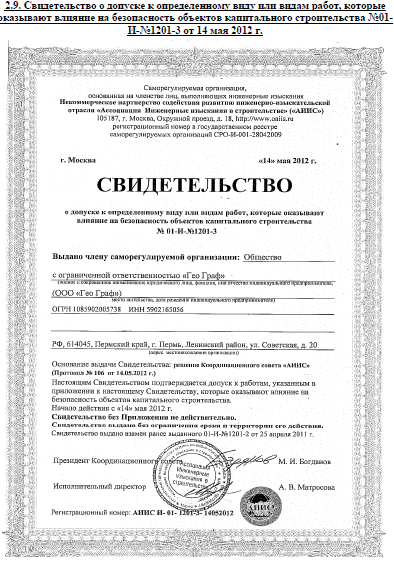 2.9. Свидетельство о допуске к определенному виду или видам работ, которые
оказывают влияние на безопасность объектов капитального строительства №01-
И-№1201-3 от 14 мая 2012 г.
Саморегулируемая организация,
основанная на членстве лиц, выполняющих инженерные изыскания
Некоммерческое партнерство содействия развитию инженерно-изыскательской
отрасли «Ассоциация Инженерные изыскания в строительстве» («АИИС»)
105187, г. Москва, Окружной проезд, д. 18, http://www.oaiis.ru
регистрационный номер в государственном реестре
саморегулируемых организаций СРО-И-001-28042009
г. Москва «14» мая 2012 г.
СВИДЕТЕЛЬСТВО
о допуске к определенному виду или видам работ, которые оказывают
влияние на безопасность объектов капитального строительства
№ 01-И-№1201-3
Выдано члену саморегулируемой организации: Общество
с ограниченной ответственностью «Гео Граф»
(полное и сокращенное наименование юридического лица, фамилия, имя отчество индивидуального предпринимателя,
(ООО «Гео Граф»)
место жительства, дата рождения индивидуального предпринимателя)
ОГРН 1085902005738 ИНН 5902165056
РФ, 614045, Пермский край, г. Пермь, Ленинский район, ул. Советская, д. 20
(адрес местонахождения организации)
Основание выдачи Свидетельства: решение Координационного совета «АИИС»
(Протокол № 106 от 14.05.2012 г.)
Настоящим Свидетельством подтверждается допуск к работам, указанным в
приложении к настоящему Свидетельству, которые оказывают влияние на
безопасность объектов капитального строительства.
Начало действия с «14» мая 2012 г.
Свидетельство без Приложения не действительно.
Свидетельство выдано без ограничения срока и территории его действия.
Свидетельство выдано взамен ранее выданного 01-И-№1201-2 от 25 апреля 2011 г.
Президент Координационного совета М. И. Богданов
Ассоциация
Инженерные
изыскания в
строительстве
Исполнительный директор А. В. Матросова
АИИС
Регистрационный номер: АИИС И- 01- 1201-3- 14052012